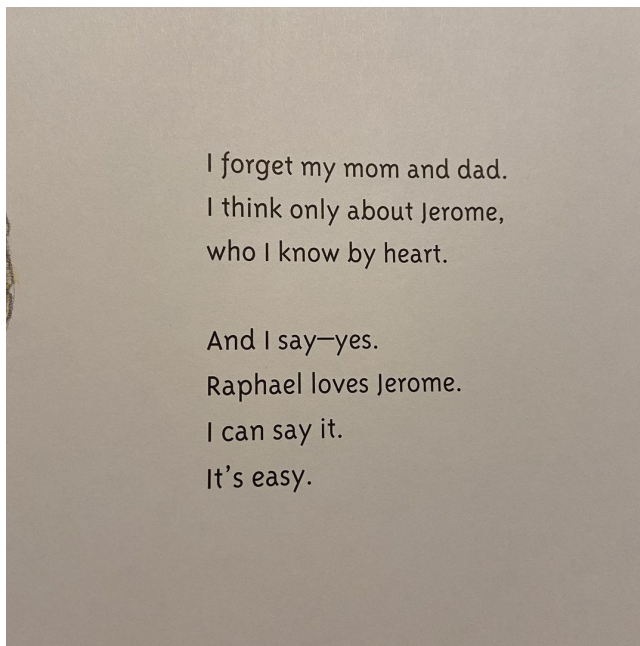 I forget my mom and dad.
I think only about Jerome,
who I know by heart.
And I say—yes.
Raphael loves Jerome.
I can say it.
It's easy.